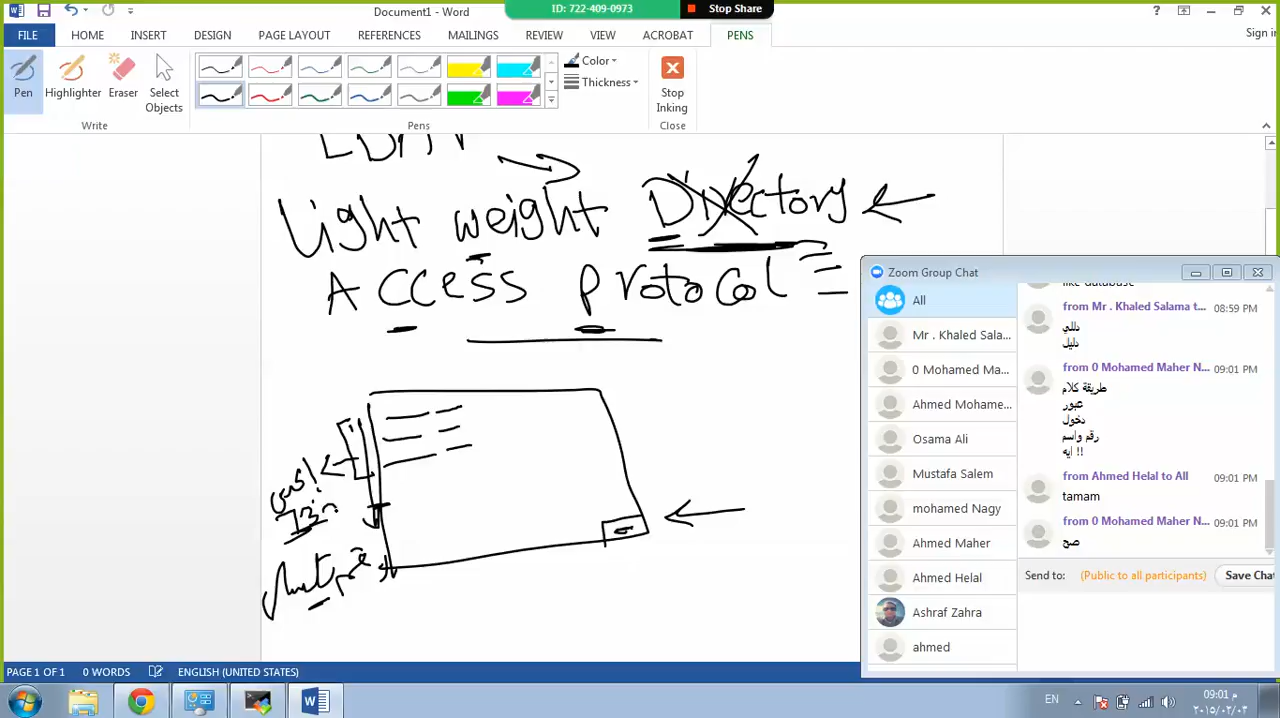 Document1 - Word
ID: 722-409-0973
Stop Share
FILE HOME INSERT DESIGN PAGE LAYOUT REFERENCES MAILINGS REVIEW VIEW ACROBAT PENS
Sign in
Pen Highlighter Eraser Select Objects
Color
Thickness
Stop Inking
Write Pens Close
Light weight Directory
Access protocol
Zoom Group Chat
All
Mr . Khaled Sala...
0 Mohamed Ma...
Ahmed Mohame...
Osama Ali
Mustafa Salem
mohamed Nagy
Ahmed Maher
Ahmed Helal
Ashraf Zahra
ahmed
like database
from Mr . Khaled Salama t... 08:59 PM
دللي
دليل
from 0 Mohamed Maher N... 09:01 PM
طريقة كلام
عبور
دخول
رقم واسم
ايه !!
from Ahmed Helal to All 09:01 PM
tamam
from 0 Mohamed Maher N... 09:01 PM
صح
Send to: (Public to all participants) Save Chat
PAGE 1 OF 1 0 WORDS ENGLISH (UNITED STATES)
EN
09:01 م
٢٠١٥/٠٢/٠٣